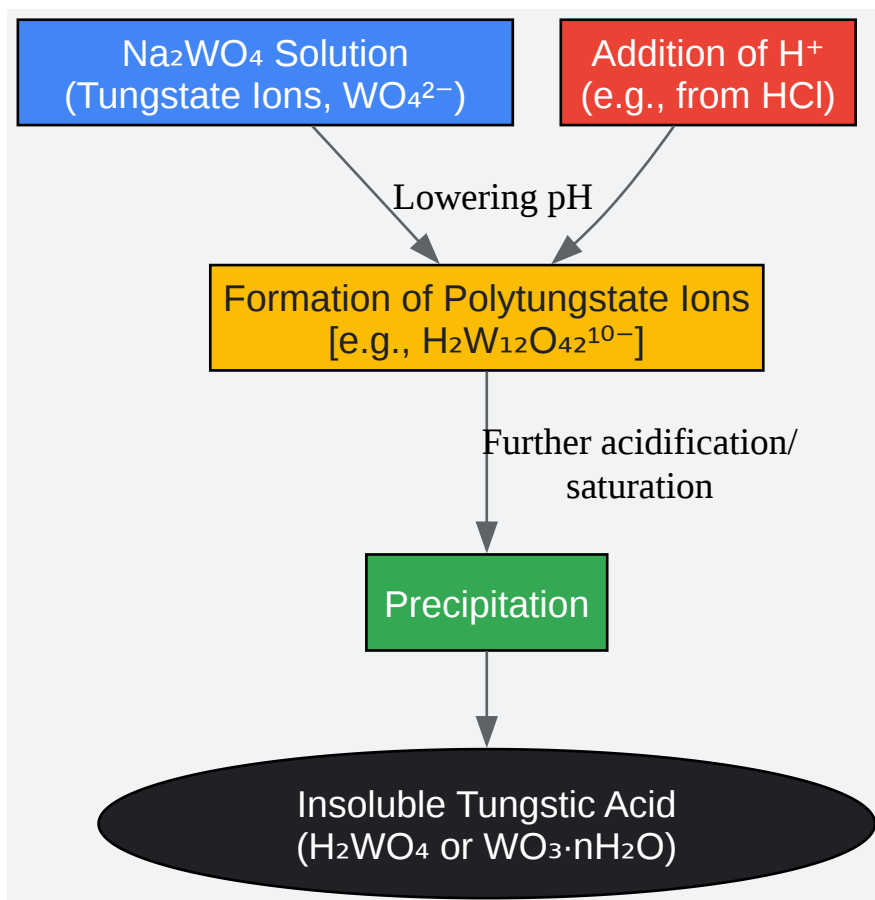 Na₂WO₄ Solution
(Tungstate Ions, WO₄²⁻)
Addition of H⁺
(e.g., from HCl)
Lowering pH
Formation of Polytungstate Ions
[e.g., H₂W₁₂O₄₂¹⁰⁻]
Further acidification/
saturation
Precipitation
Insoluble Tungstic Acid
(H₂WO₄ or WO₃·nH₂O)